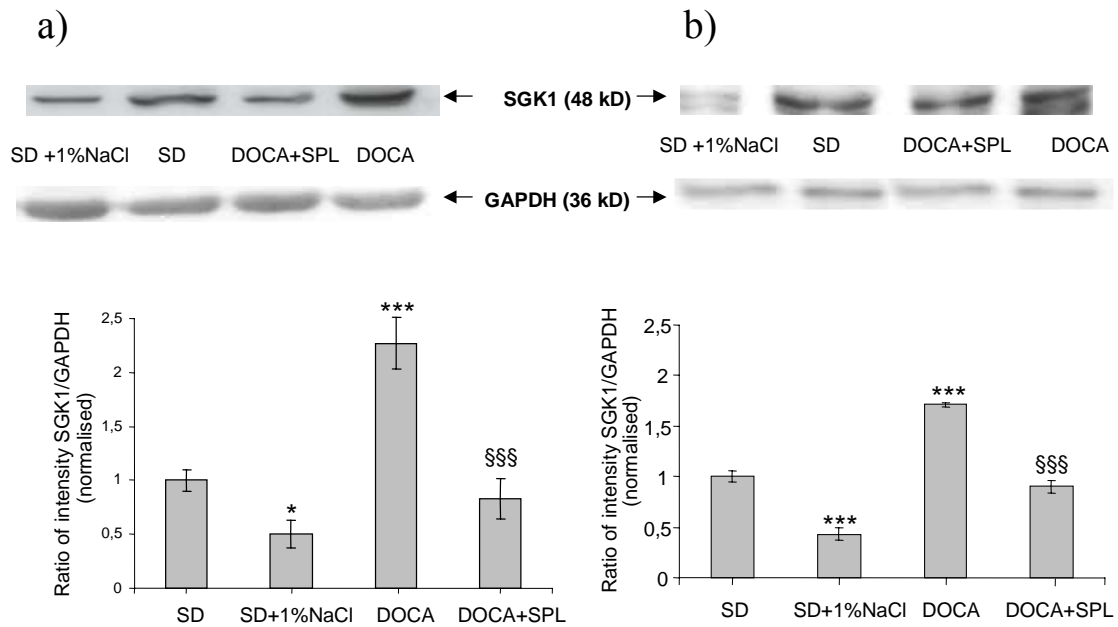 a)
b)
SGK1 (48 kD)
SD +1%NaCl SD DOCA+SPL DOCA
SD +1%NaCl SD DOCA+SPL DOCA
GAPDH (36 kD)
Ratio of intensity SGK1/GAPDH
(normalised)
2,5
2
1,5
1
0,5
0
***
*
§§§
SD SD+1%NaCl DOCA DOCA+SPL
Ratio of intensity SGK1/GAPDH
(normalised)
2,5
2
1,5
1
0,5
0
***
***
§§§
SD SD+1%NaCl DOCA DOCA+SPL